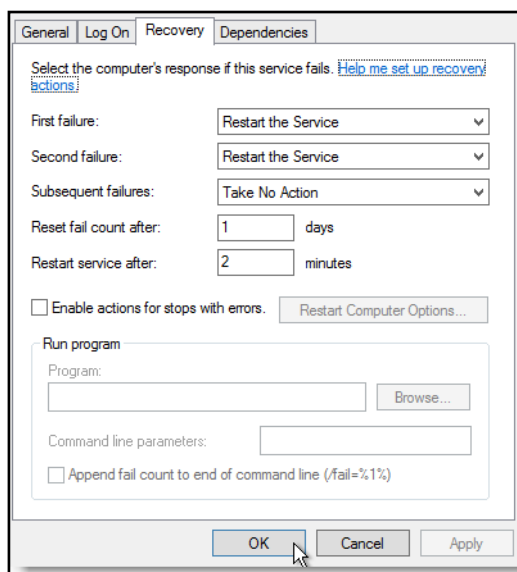 General Log On Recovery Dependencies
Select the computer's response if this service fails. Help me set up recovery
actions.
First failure: Restart the Service
Second failure: Restart the Service
Subsequent failures: Take No Action
Reset fail count after: 1 days
Restart service after: 2 minutes
Enable actions for stops with errors. Restart Computer Options...
Run program
Program:
Browse...
Command line parameters:
Append fail count to end of command line (/fail=%1%)
OK Cancel Apply